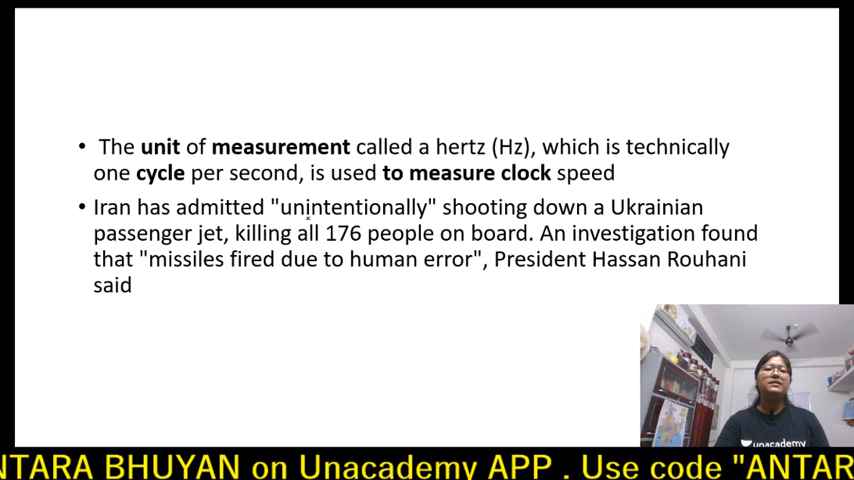 • The unit of measurement called a hertz (Hz), which is technically
one cycle per second, is used to measure clock speed
• Iran has admitted "unintentionally" shooting down a Ukrainian
passenger jet, killing all 176 people on board. An investigation found
that "missiles fired due to human error", President Hassan Rouhani
said
unacademy
NTARA BHUYAN on Unacademy APP . Use code "ANTAR